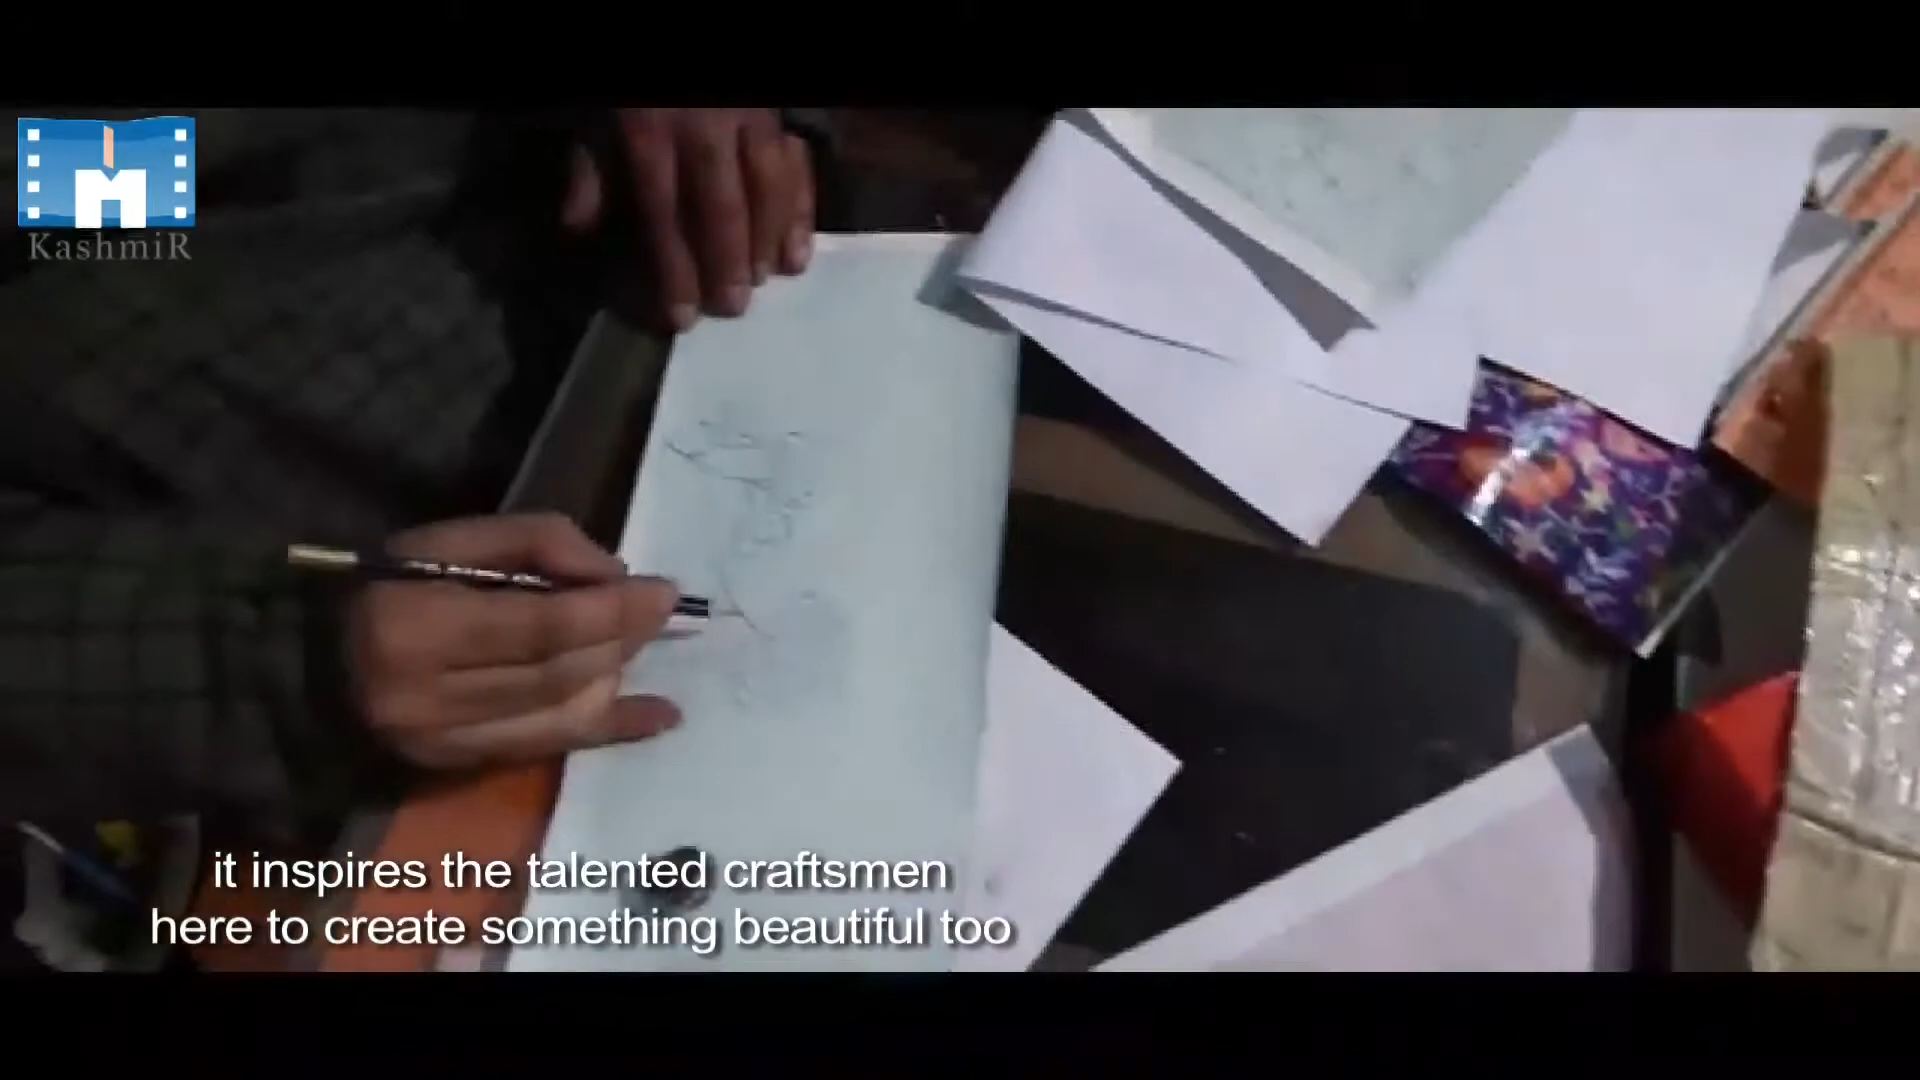 M
KashmiR
it inspires the talented craftsmen
here to create something beautiful too